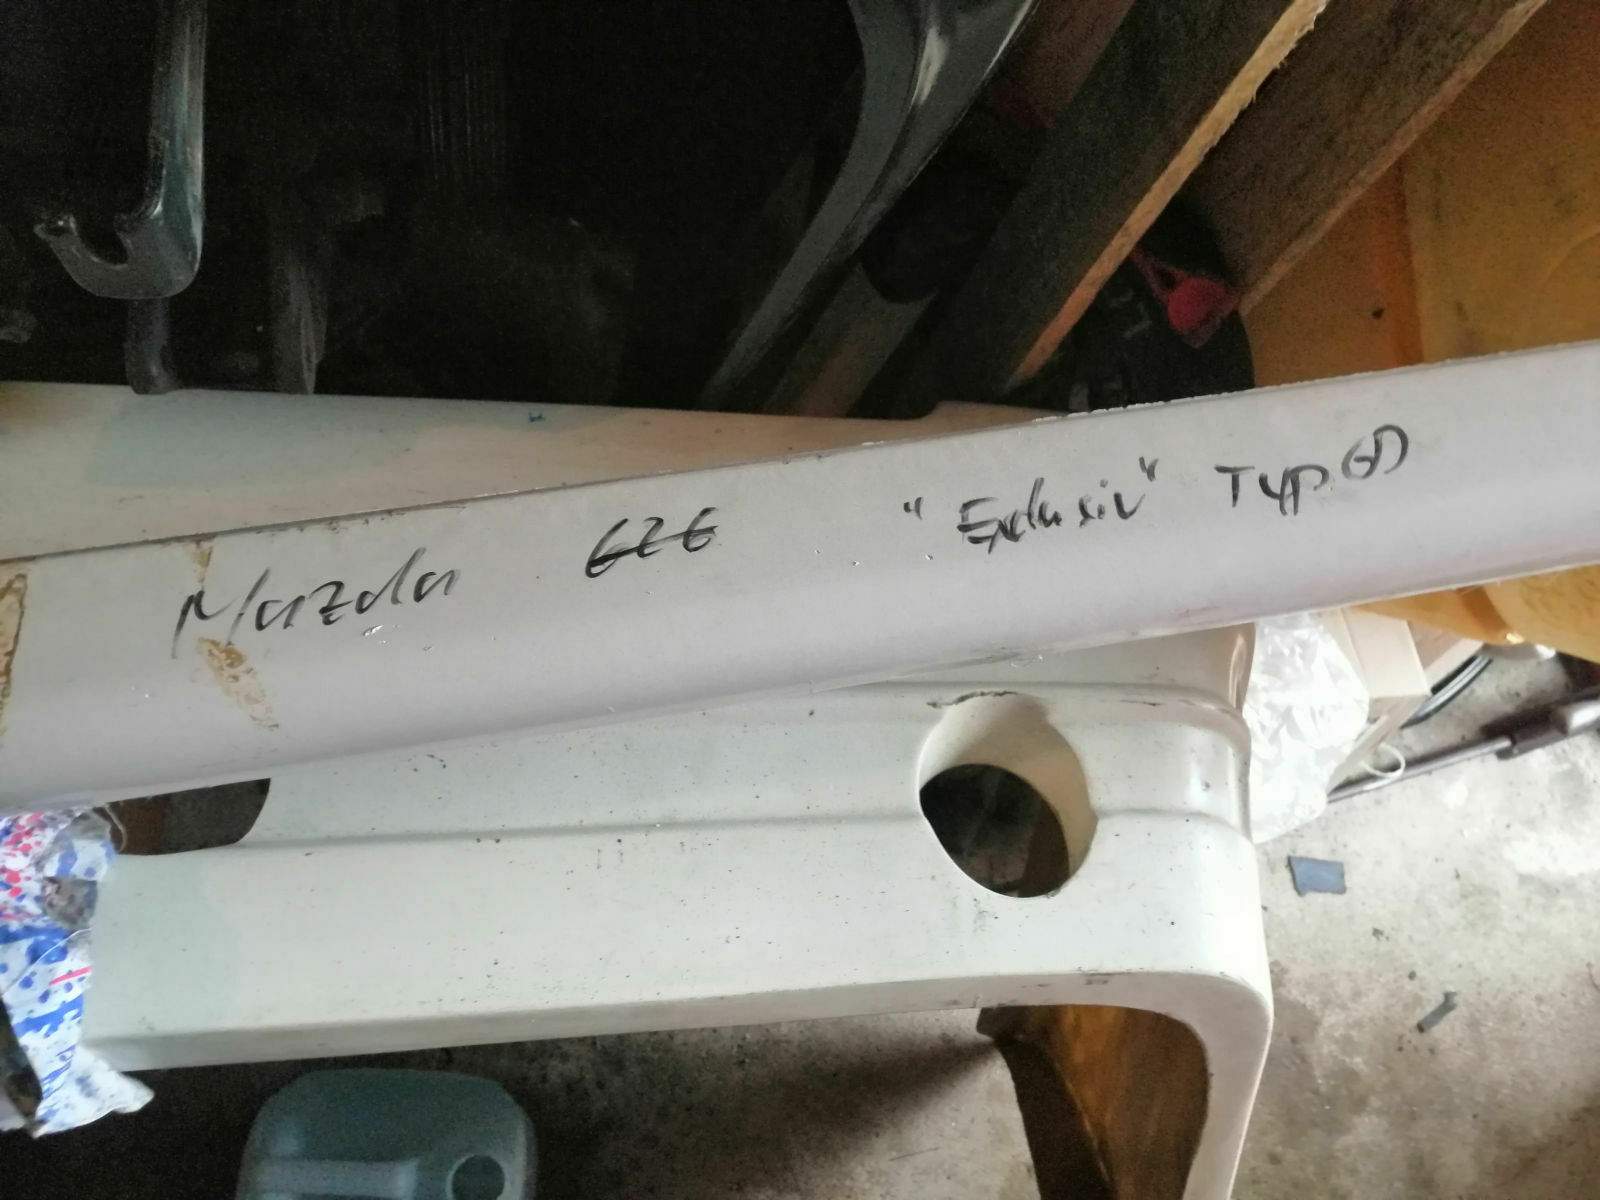 Mazda 626 "Exclusiv" Typ GD